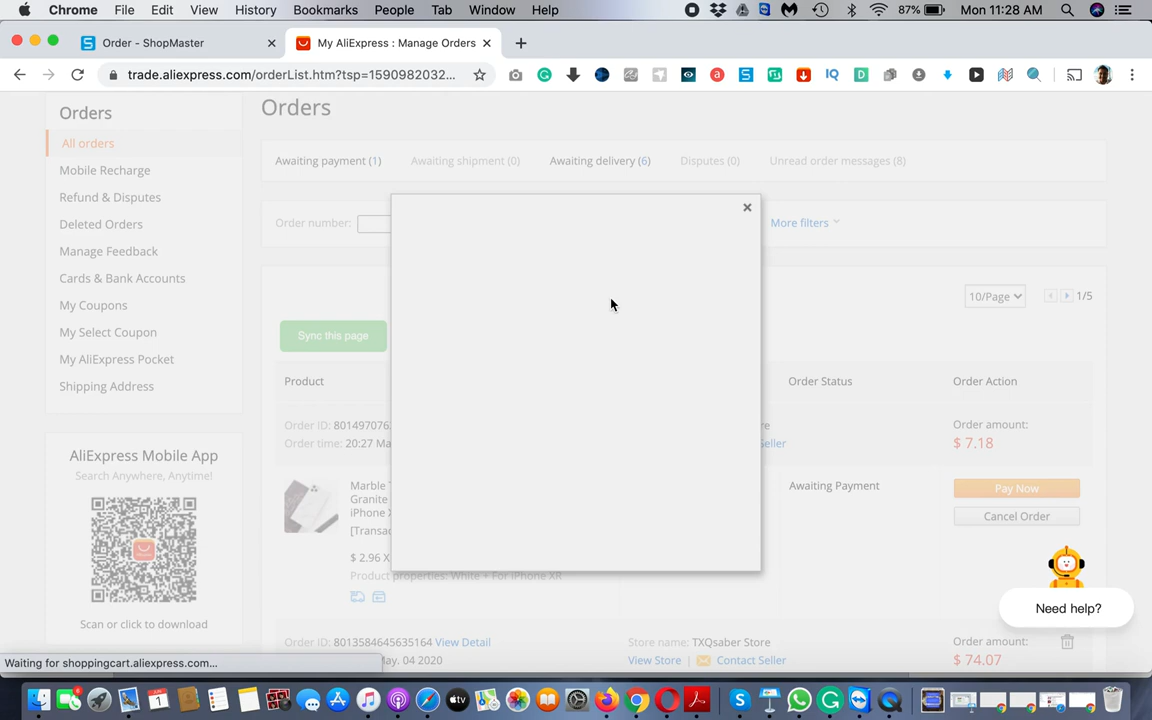 Chrome File Edit View History Bookmarks People Tab Window Help 87% Mon 11:28 AM
Order - ShopMaster My AliExpress : Manage Orders
trade.aliexpress.com/orderList.htm?tsp=1590982032...
Orders
Orders
All orders
Awaiting payment (1) Awaiting shipment (0) Awaiting delivery (6) Disputes (0) Unread order messages (8)
Mobile Recharge
Refund & Disputes
Deleted Orders
Order number: More filters
Manage Feedback
Cards & Bank Accounts
My Coupons
10/Page 1/5
My Select Coupon
Sync this page
My AliExpress Pocket
Shipping Address
Product Order Status Order Action
Order ID: 801497076
Order amount:
Order time: 20:27 Ma
$ 7.18
AliExpress Mobile App
Search Anywhere, Anytime!
Marble
Awaiting Payment
Pay Now
Granite
iPhone
Cancel Order
[Transac
$ 2.96 X
Product properties: White + For iPhone XR
Need help?
Scan or click to download
Order ID: 8013584645635164 View Detail Store name: TXQsaber Store Order amount:
May. 04 2020 View Store | Contact Seller $ 74.07
Waiting for shoppingcart.aliexpress.com...